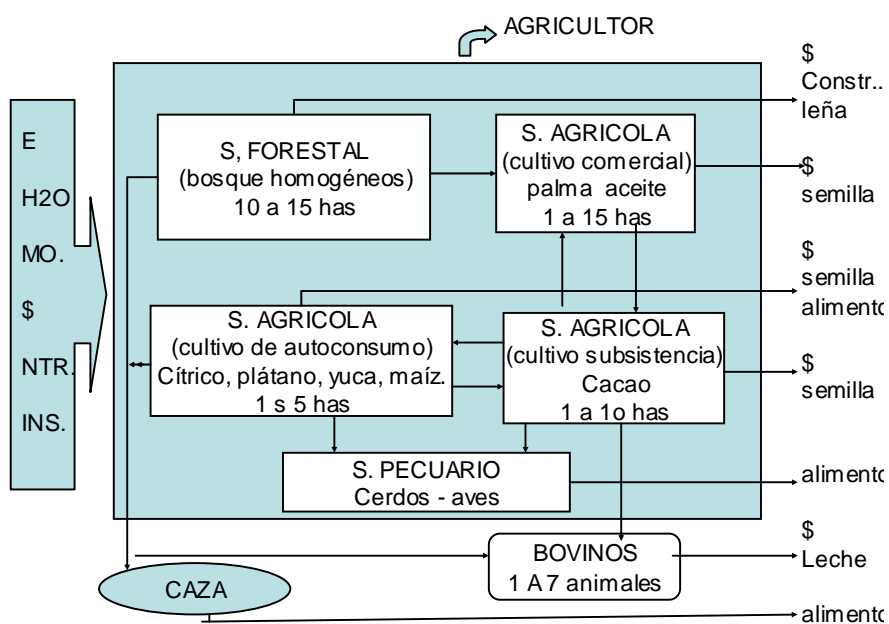 AGRICULTOR
E
H2O
MO.
$
NTR.
INS.
S, FORESTAL
(bosque homogéneos)
10 a 15 has
S. AGRICOLA
(cultivo comercial)
palma aceite
1 a 15 has
S. AGRICOLA
(cultivo de autoconsumo)
Cítrico, plátano, yuca, maíz.
1 s 5 has
S. AGRICOLA
(cultivo subsistencia)
Cacao
1 a 1o has
S. PECUARIO
Cerdos - aves
BOVINOS
1 A 7 animales
CAZA
$
Constr..
leña
$
semilla
$
semilla
alimento
$
semilla
alimento
$
Leche
alimento